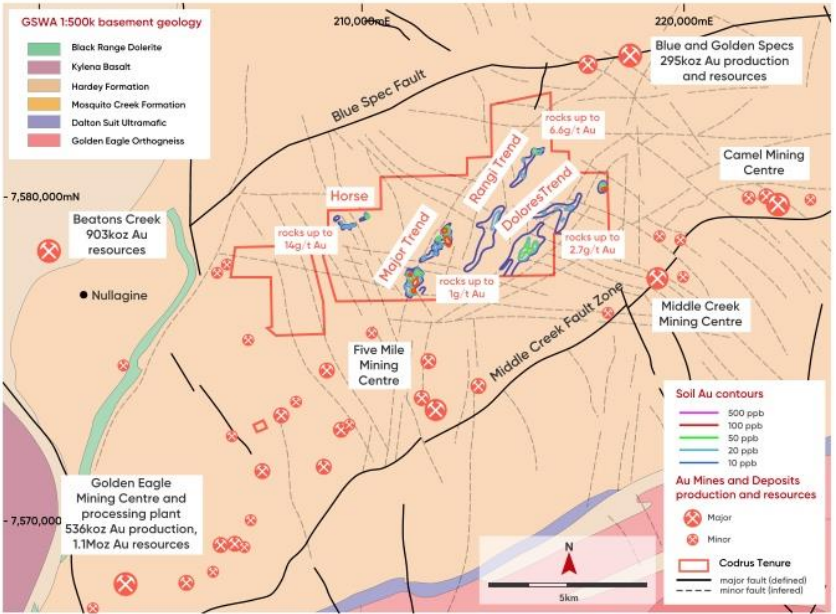 GSWA 1:500k basement geology
Black Range Dolerite
Kylena Basalt
Hardey Formation
Mosquito Creek Formation
Dalton Suit Ultramafic
Golden Eagle Orthogneiss
210,000mE
220,000mE
Blue and Golden Specs
295koz Au production
and resources
Blue Spec Fault
rocks up to
6.6g/t Au
Rangi Trend
Camel Mining
Centre
7,580,000mN
Horse
DoloresTrend
Beatons Creek
903koz Au
resources
rocks up to
14g/t Au
Major Trend
rocks up to
2.7g/t Au
rocks up to
1g/t Au
Nullagine
Middle Creek
Mining Centre
Middle Creek Fault Zone
Five Mile
Mining
Centre
Golden Eagle
Mining Centre and
processing plant
536koz Au production,
1.1Moz Au resources
7,570,000
Soil Au contours
500 ppb
100 ppb
50 ppb
20 ppb
10 ppb
Au Mines and Deposits
production and resources
Major
Minor
Codrus Tenure
major fault (defined)
minor fault (infered)
N
5km